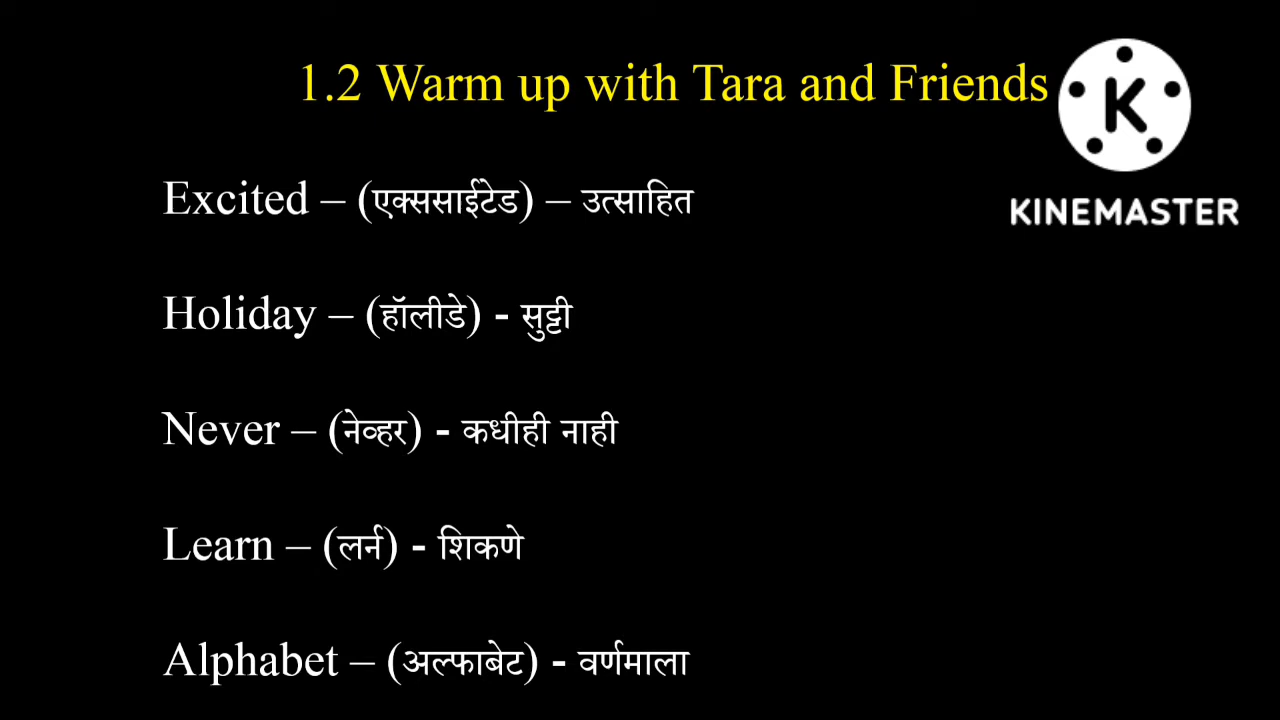 1.2 Warm up with Tara and Friends
K
KINEMASTER
Excited – (एक्ससाईटेड) – उत्साहित
Holiday – (हॉलीडे) - सुट्टी
Never – (नेव्हर) - कधीही नाही
Learn – (लर्न) - शिकणे
Alphabet – (अल्फाबेट) - वर्णमाला